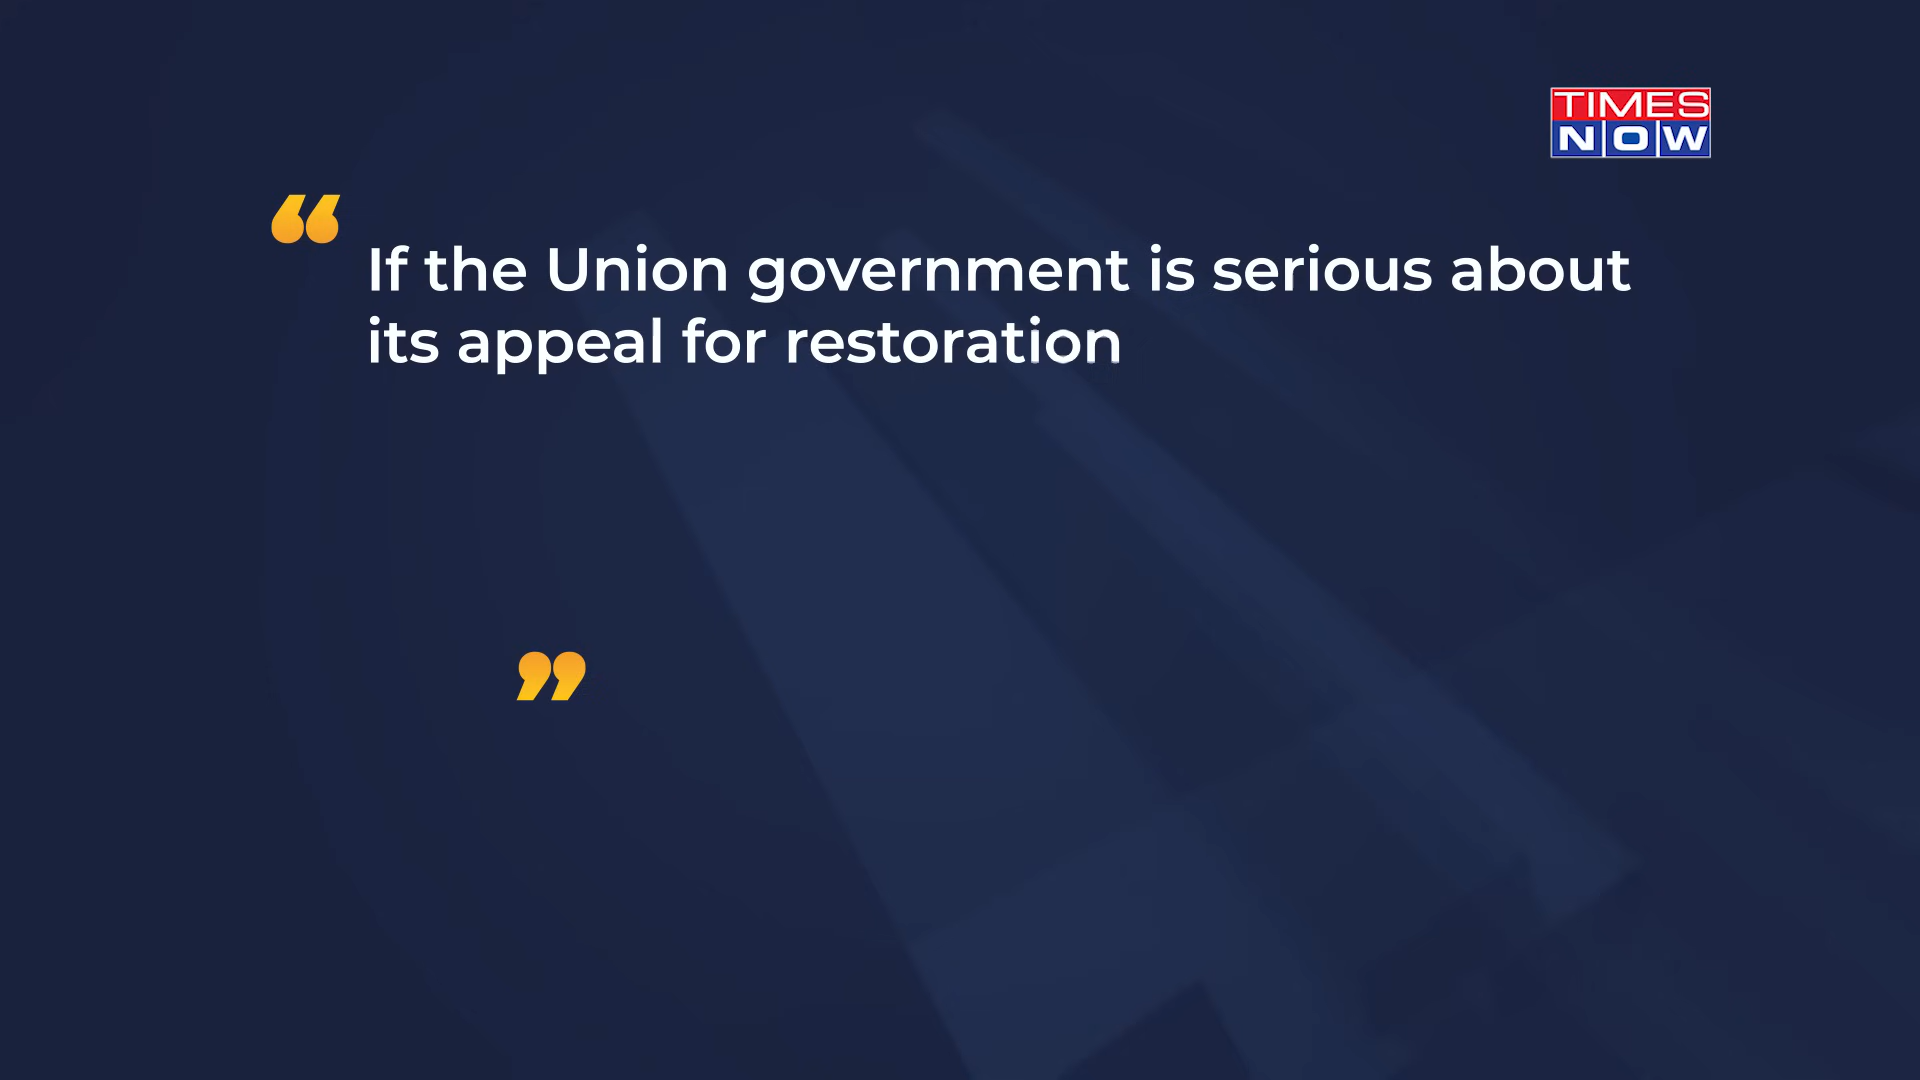 TIMES
NOW
“
If the Union government is serious about
its appeal for restoration
”